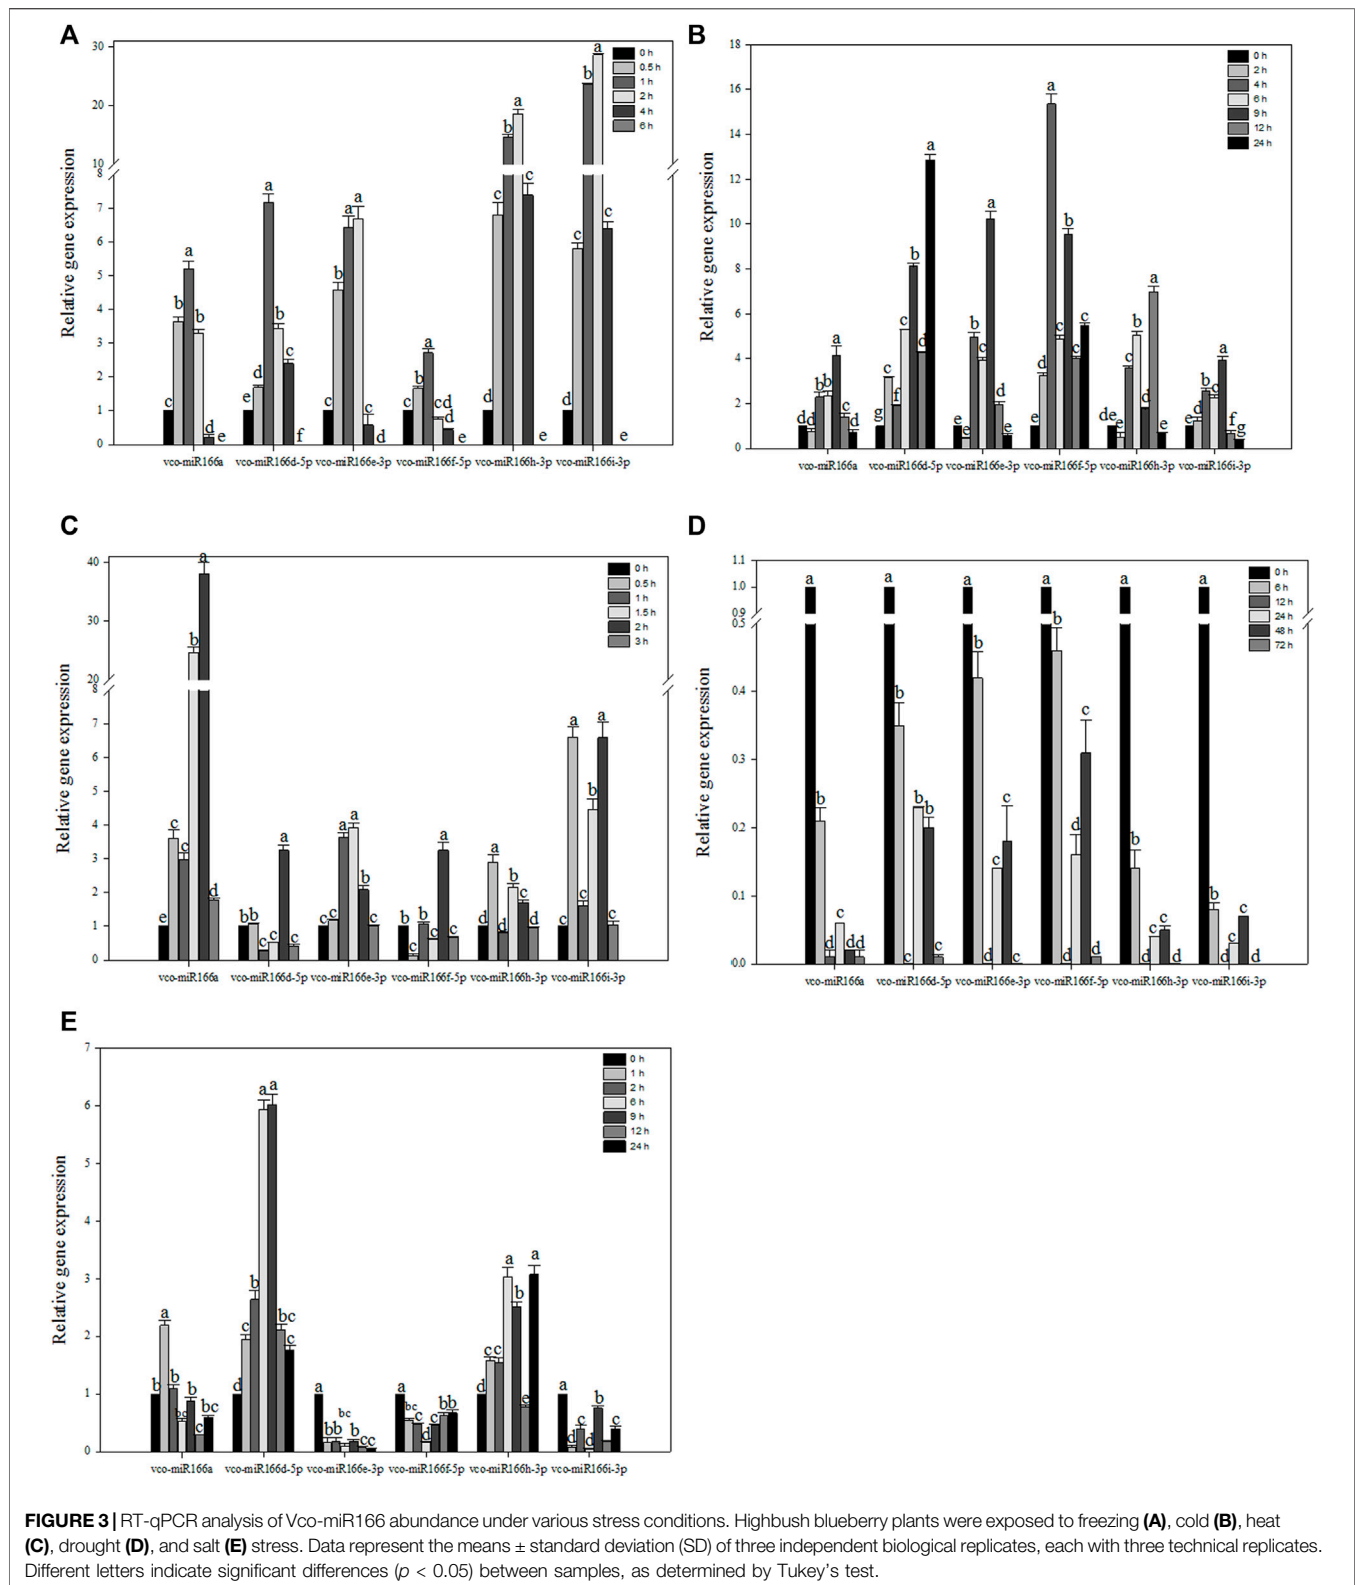 A
Relative gene expression
30
20
10
8
7
6
5
4
3
2
1
0
0 h
0.5 h
1 h
2 h
4 h
6 h
c b a b d e
e d a b c f
c b a a c d
c b a cd d e
d c b a c e
d c b a c e
vco-miR166a vco-miR166d-5p vco-miR166e-3p vco-miR166f-5p vco-miR166h-3p vco-miR166i-3p
B
Relative gene expression
18
16
14
12
10
8
6
4
2
0
0 h
2 h
4 h
6 h
9 h
12 h
24 h
d d b b a c d
g c f c b d a
e e b c a d e
e d a c b d c
de e c b d a d
e d b c a f g
vco-miR166a vco-miR166d-5p vco-miR166e-3p vco-miR166f-5p vco-miR166h-3p vco-miR166i-3p
C
Relative gene expression
40
30
20
8
7
6
5
4
3
2
1
0
0 h
0.5 h
1 h
1.5 h
2 h
3 h
e c c b a d
b b c c a c
c c a a b c
b c b c a c
d a d b c d
c a c b a c
vco-miR166a vco-miR166d-5p vco-miR166e-3p vco-miR166f-5p vco-miR166h-3p vco-miR166i-3p
D
Relative gene expression
1.1
1.0
0.9
0.5
0.4
0.3
0.2
0.1
0.0
0 h
6 h
12 h
24 h
48 h
72 h
a b d c d d
a b c b b c
a b d c c c
a b d d c d
a b d c c d
a b d c c d
vco-miR166a vco-miR166d-5p vco-miR166e-3p vco-miR166f-5p vco-miR166h-3p vco-miR166i-3p
E
Relative gene expression
7
6
5
4
3
2
1
0
0 h
1 h
2 h
6 h
9 h
12 h
24 h
b a b bc b c bc
d c b a a bc c
a b b bc b c c
a bc c d c b b
d c c a b e a
a d c d b d c
vco-miR166a vco-miR166d-5p vco-miR166e-3p vco-miR166f-5p vco-miR166h-3p vco-miR166i-3p
FIGURE 3 | RT-qPCR analysis of Vco-miR166 abundance under various stress conditions. Highbush blueberry plants were exposed to freezing (A), cold (B), heat
(C), drought (D), and salt (E) stress. Data represent the means ± standard deviation (SD) of three independent biological replicates, each with three technical replicates.
Different letters indicate significant differences (p < 0.05) between samples, as determined by Tukey's test.